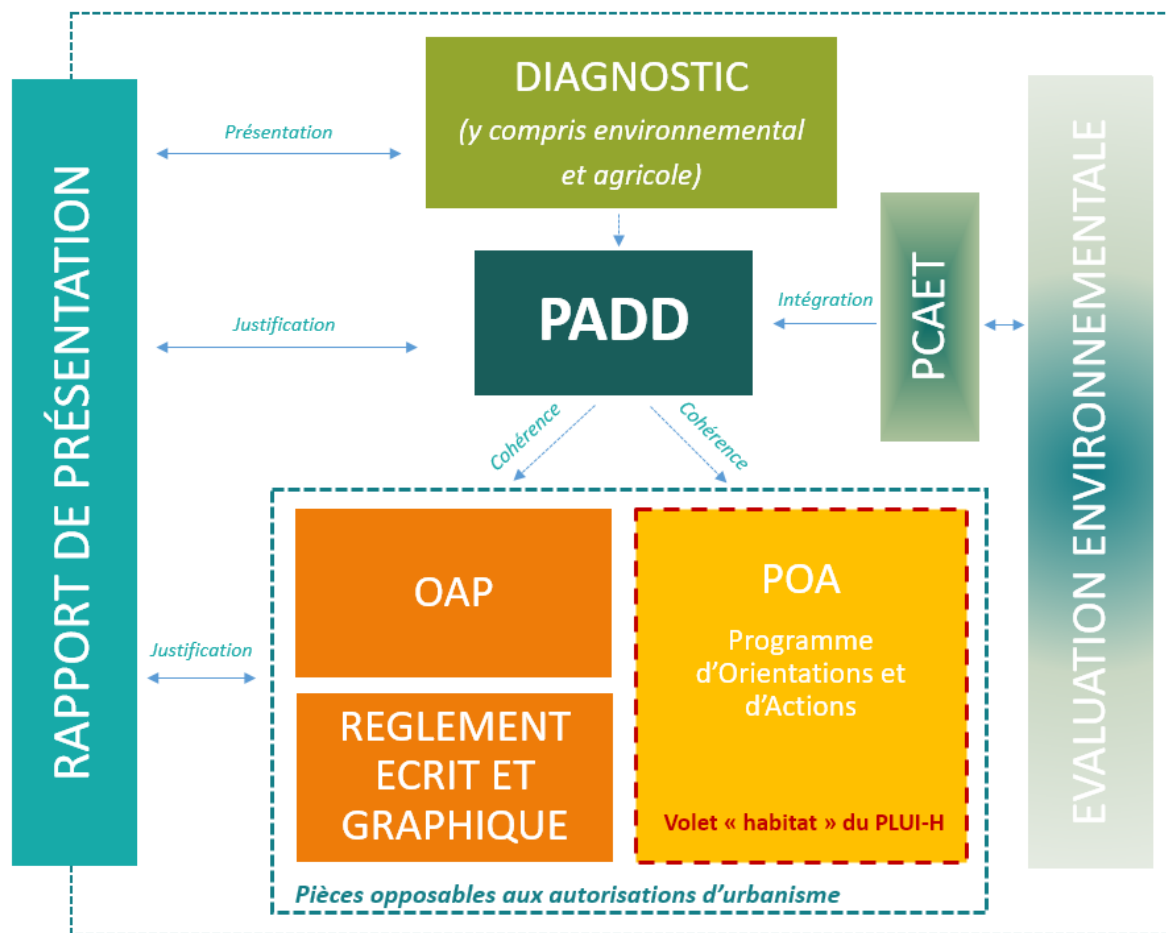 RAPPORT DE PRÉSENTATION
DIAGNOSTIC
(y compris environnemental
et agricole)
Présentation
PADD
Justification
Intégration
PCAET
EVALUATION ENVIRONNEMENTALE
Cohérence
Cohérence
OAP
POA
Programme
d’Orientations et
d’Actions
Justification
REGLEMENT
ECRIT ET
GRAPHIQUE
Volet « habitat » du PLUI-H
Pièces opposables aux autorisations d’urbanisme